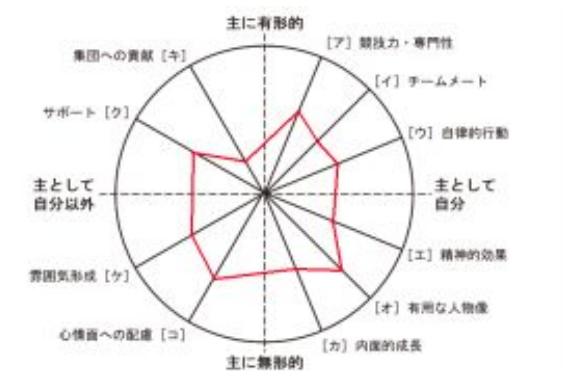 主に有形的
[ア] 競技力・専門性
[イ] チームメート
[ウ] 自律的行動
主として
自分
[エ] 精神的効果
[オ] 有用な人物像
[カ] 内面的成長
主に無形的
心情面への配慮 [コ]
雰囲気形成 [ケ]
主として
自分以外
サポート [ク]
集団への貢献 [キ]